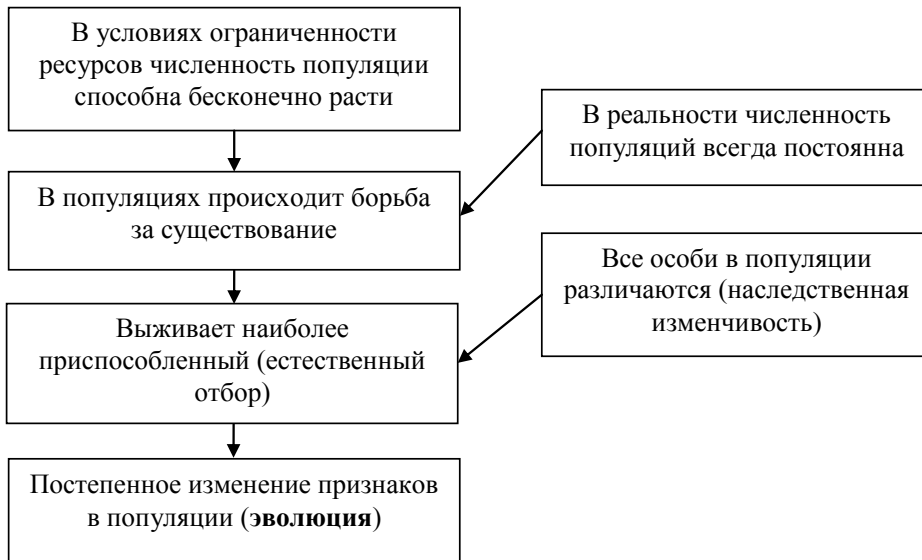 В условиях ограниченности
ресурсов численность популяции
способна бесконечно расти
В реальности численность
популяций всегда постоянна
В популяциях происходит борьба
за существование
Все особи в популяции
различаются (наследственная
изменчивость)
Выживает наиболее
приспособленный (естественный
отбор)
Постепенное изменение признаков
в популяции (эволюция)